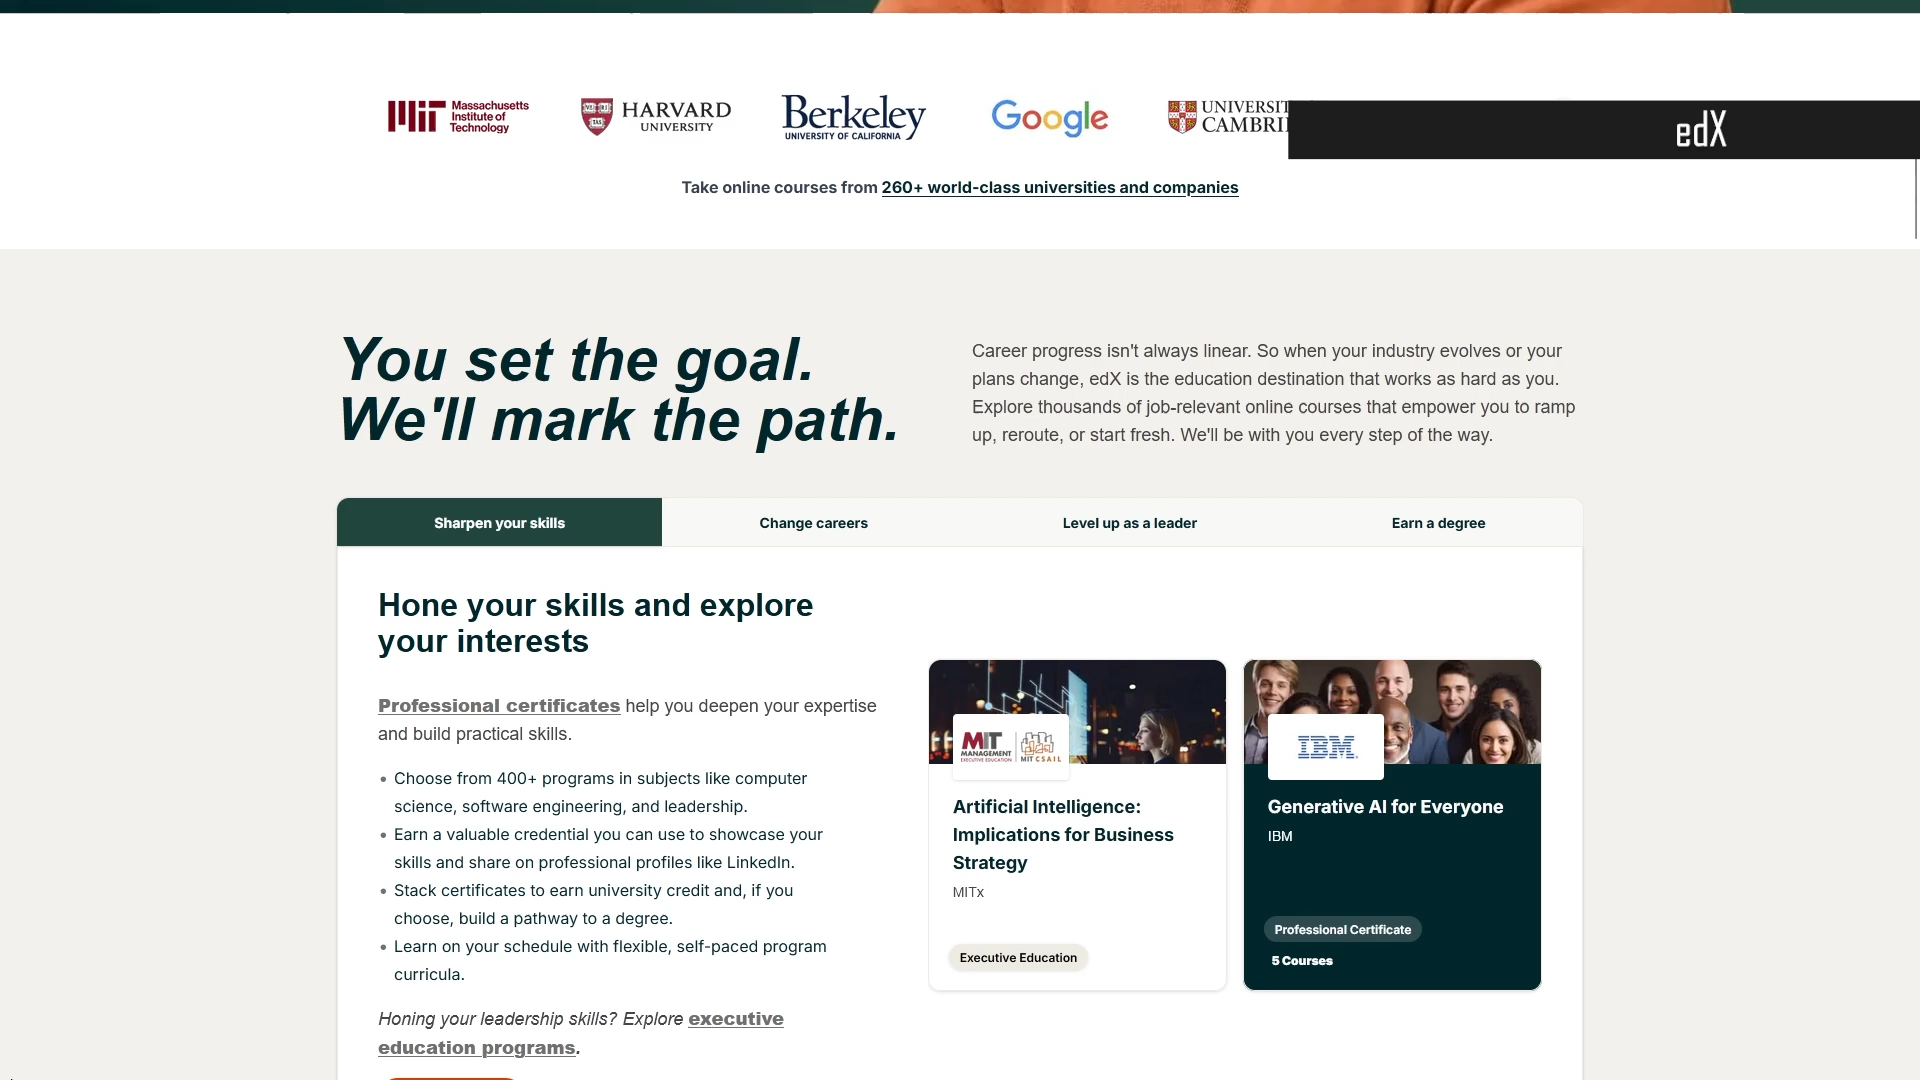 Massachusetts
Institute of
Technology
HARVARD
UNIVERSITY
Berkeley
UNIVERSITY OF CALIFORNIA
Google
edX
Take online courses from 260+ world-class universities and companies
You set the goal.
We'll mark the path.
Career progress isn't always linear. So when your industry evolves or your
plans change, edX is the education destination that works as hard as you.
Explore thousands of job-relevant online courses that empower you to ramp
up, reroute, or start fresh. We'll be with you every step of the way.
Sharpen your skills
Change careers
Level up as a leader
Earn a degree
Hone your skills and explore
your interests
Professional certificates help you deepen your expertise
and build practical skills.
• Choose from 400+ programs in subjects like computer
science, software engineering, and leadership.
• Earn a valuable credential you can use to showcase your
skills and share on professional profiles like LinkedIn.
• Stack certificates to earn university credit and, if you
choose, build a pathway to a degree.
• Learn on your schedule with flexible, self-paced program
curricula.
Honing your leadership skills? Explore executive
education programs.
MIT
MANAGEMENT
EXECUTIVE EDUCATION
MIT CSAIL
Artificial Intelligence:
Implications for Business
Strategy
MITx
Executive Education
IBM
Generative AI for Everyone
IBM
Professional Certificate
5 Courses